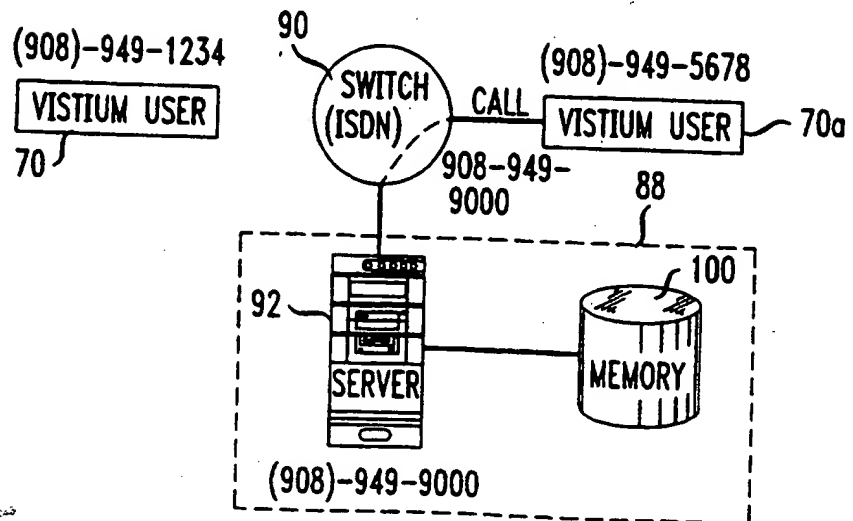 90
(908)-949-1234
(908)-949-5678
SWITCH
(ISDN)
CALL
VISTIUM USER
VISTIUM USER
70
70a
908-949-
9000
88
92
100
SERVER
MEMORY
(908)-949-9000